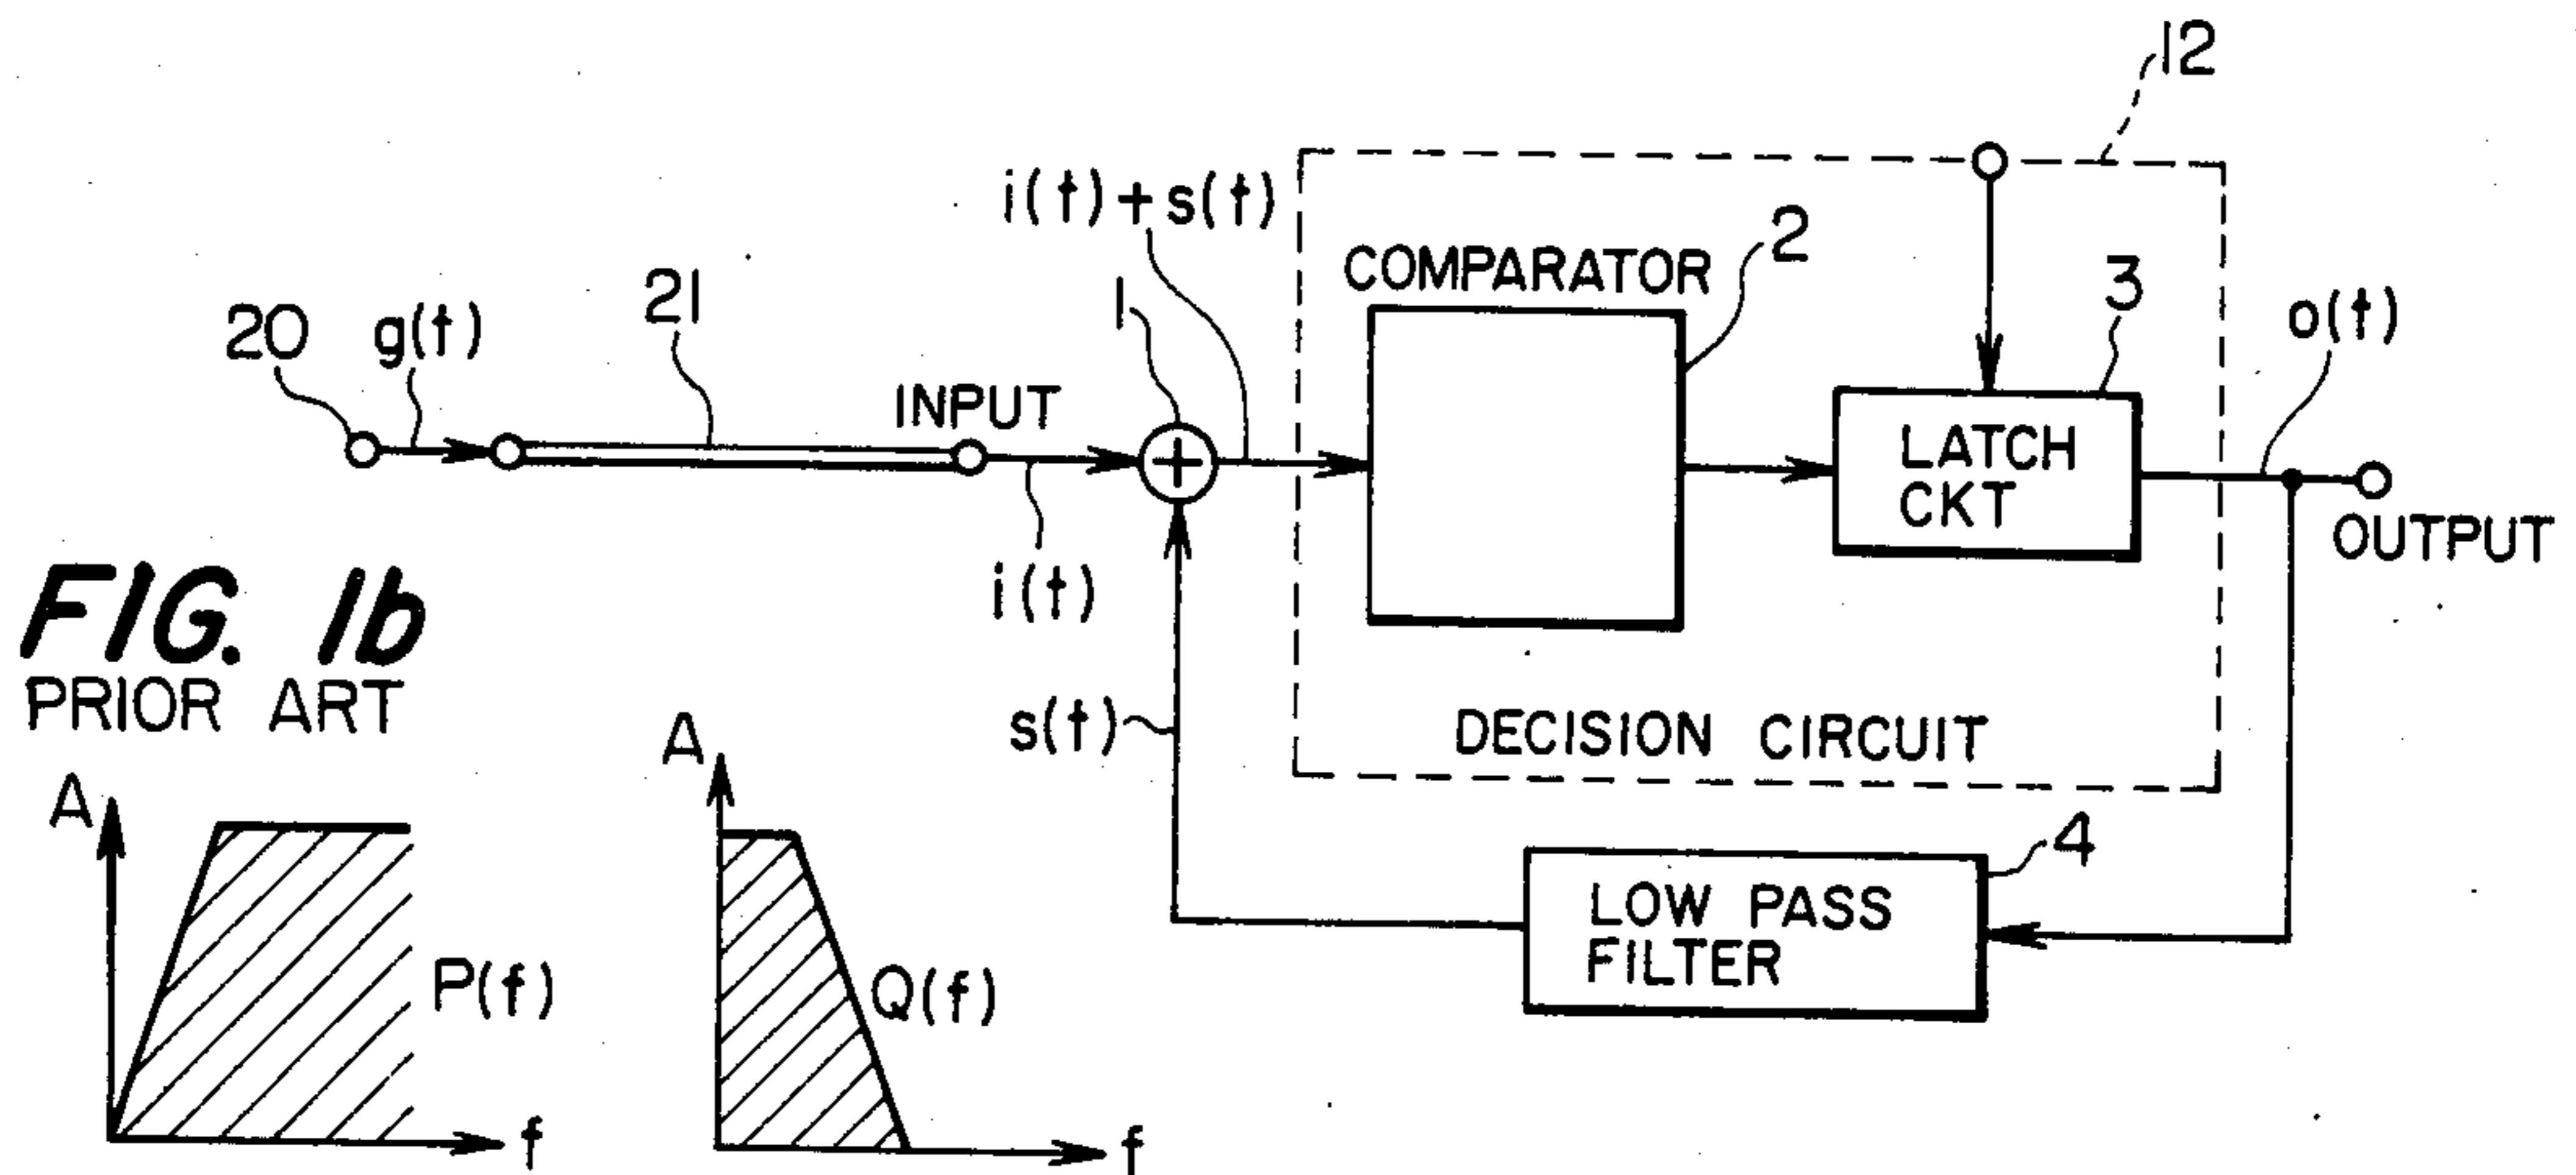 12
i(t)+s(t)
COMPARATOR
2
20
g(t)
21
INPUT
1
3
o(t)
LATCH
CKT
OUTPUT
i(t)
FIG. 1b
PRIOR ART
s(t)
DECISION CIRCUIT
4
LOW PASS
FILTER
A
P(f)
f
A
Q(f)
f